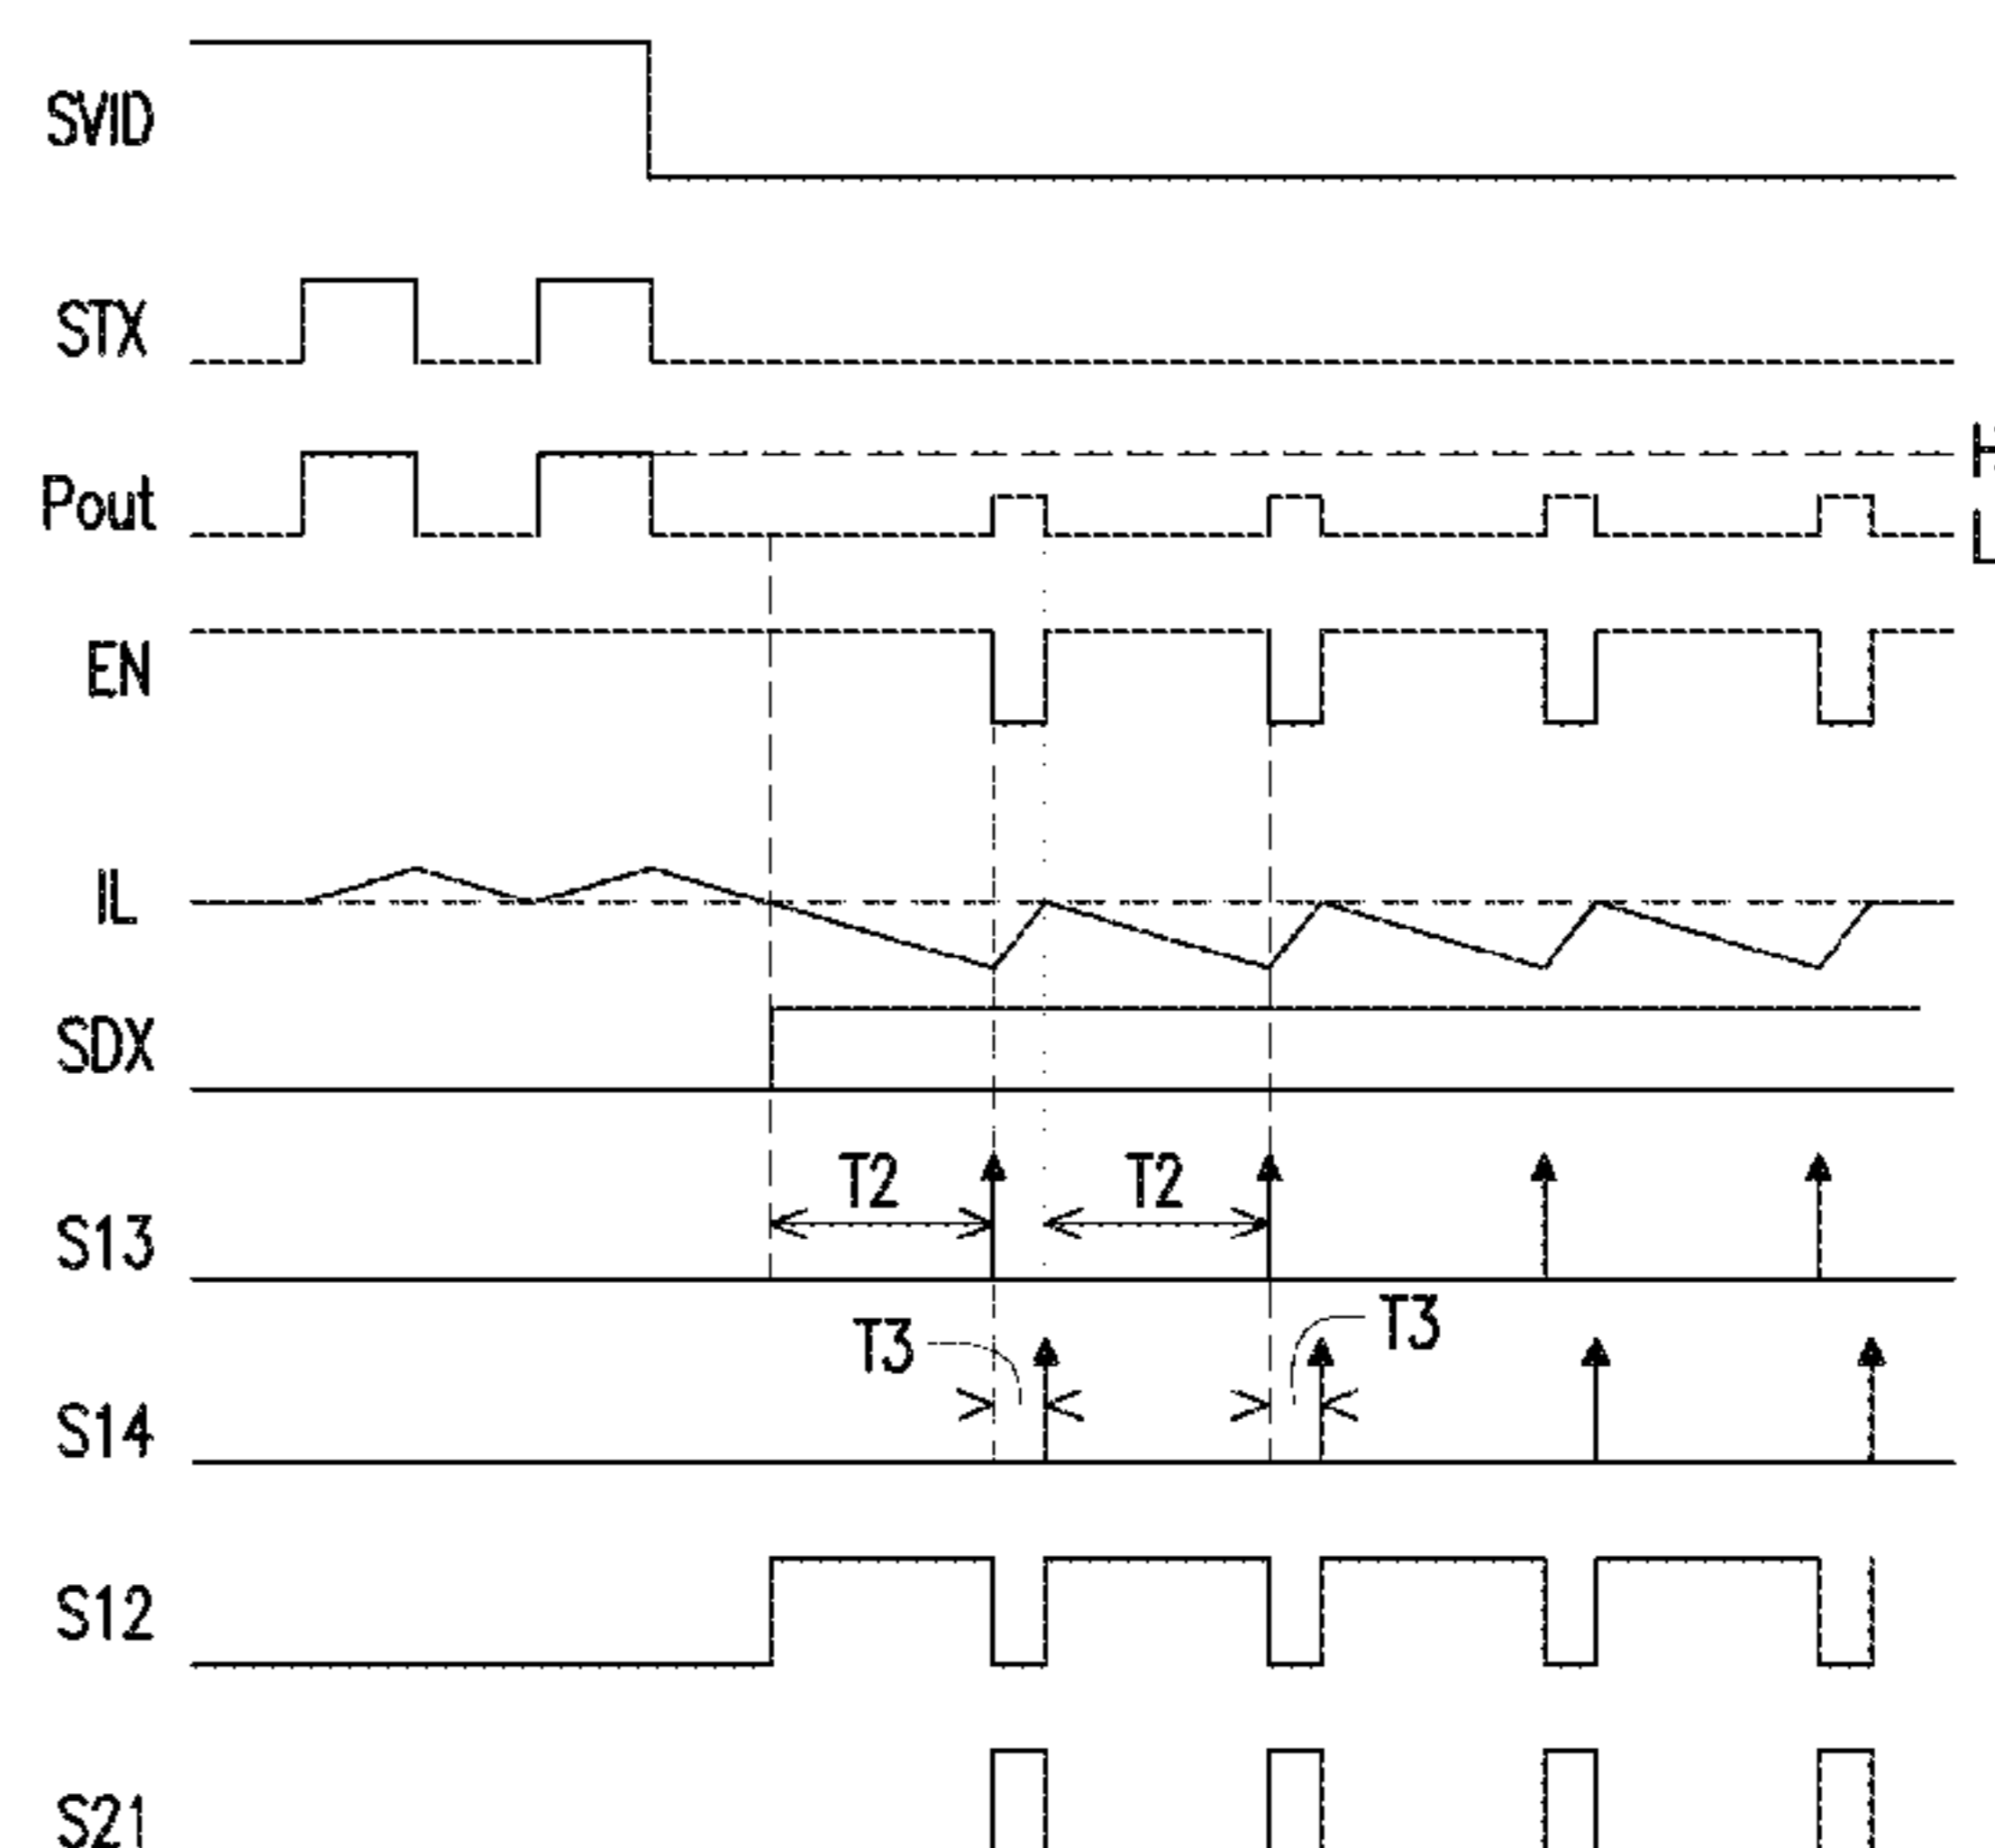 SVID
STX
Pout
H
L
EN
IL
SDX
T2 T2
S13
T3 T3
S14
S12
S21